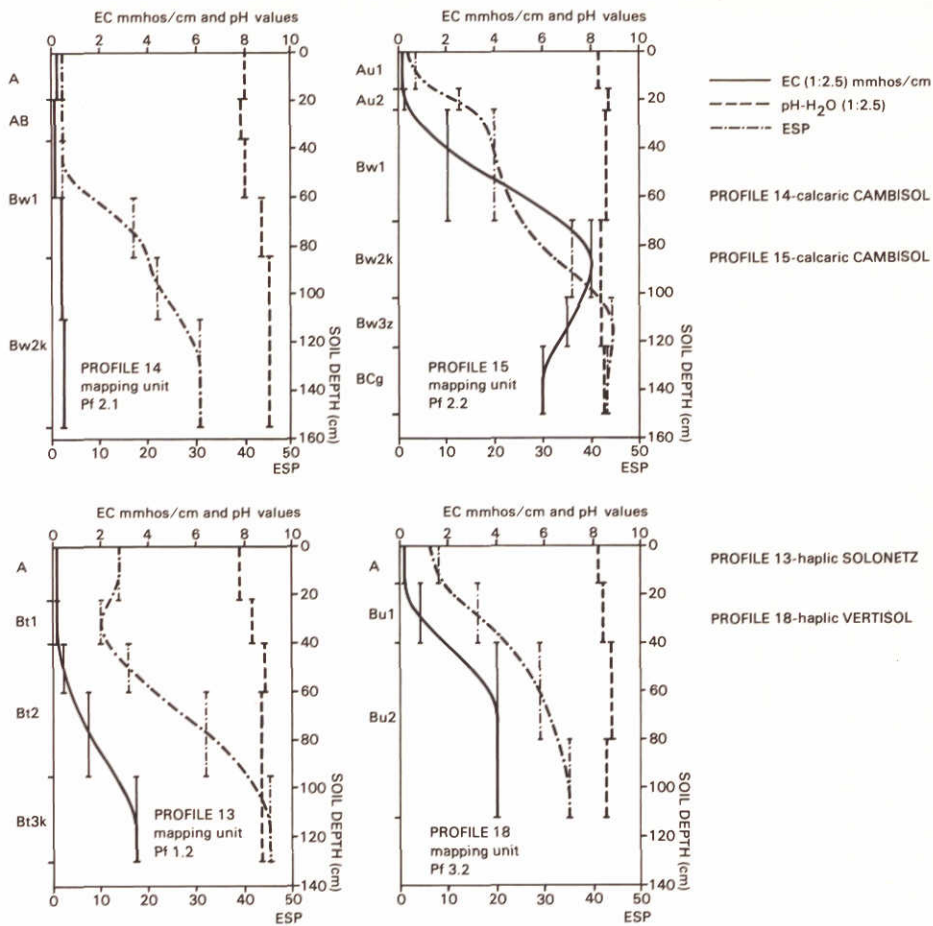 EC mmhos/cm and pH values
0 2 4 6 8 10
A
AB
Bw1
Bw2k
0
20
40
60
80
100
120
140
160
SOIL DEPTH (cm)
PROFILE 14
mapping unit
Pf 2.1
0 10 20 30 40 50
ESP
EC mmhos/cm and pH values
0 2 4 6 8 10
Au1
Au2
Bw1
Bw2k
Bw3z
BCg
0
20
40
60
80
100
120
140
160
SOIL DEPTH (cm)
PROFILE 15
mapping unit
Pf 2.2
0 10 20 30 40 50
ESP
EC (1:2.5) mmhos/cm
pH-H2O (1:2.5)
ESP
PROFILE 14-calcaric CAMBISOL
PROFILE 15-calcaric CAMBISOL
EC mmhos/cm and pH values
0 2 4 6 8 10
A
Bt1
Bt2
Bt3k
0
20
40
60
80
100
120
140
SOIL DEPTH (cm)
PROFILE 13
mapping unit
Pf 1.2
0 10 20 30 40 50
ESP
EC mmhos/cm and pH values
0 2 4 6 8 10
A
Bu1
Bu2
0
20
40
60
80
100
120
140
SOIL DEPTH (cm)
PROFILE 18
mapping unit
Pf 3.2
0 10 20 30 40 50
ESP
PROFILE 13-haplic SOLONETZ
PROFILE 18-haplic VERTISOL